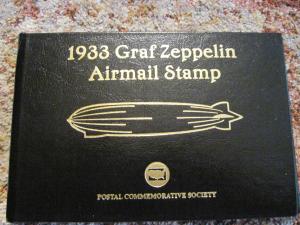 1933 Graf Zeppelin
Airmail Stamp
POSTAL COMMEMORATIVE SOCIETY